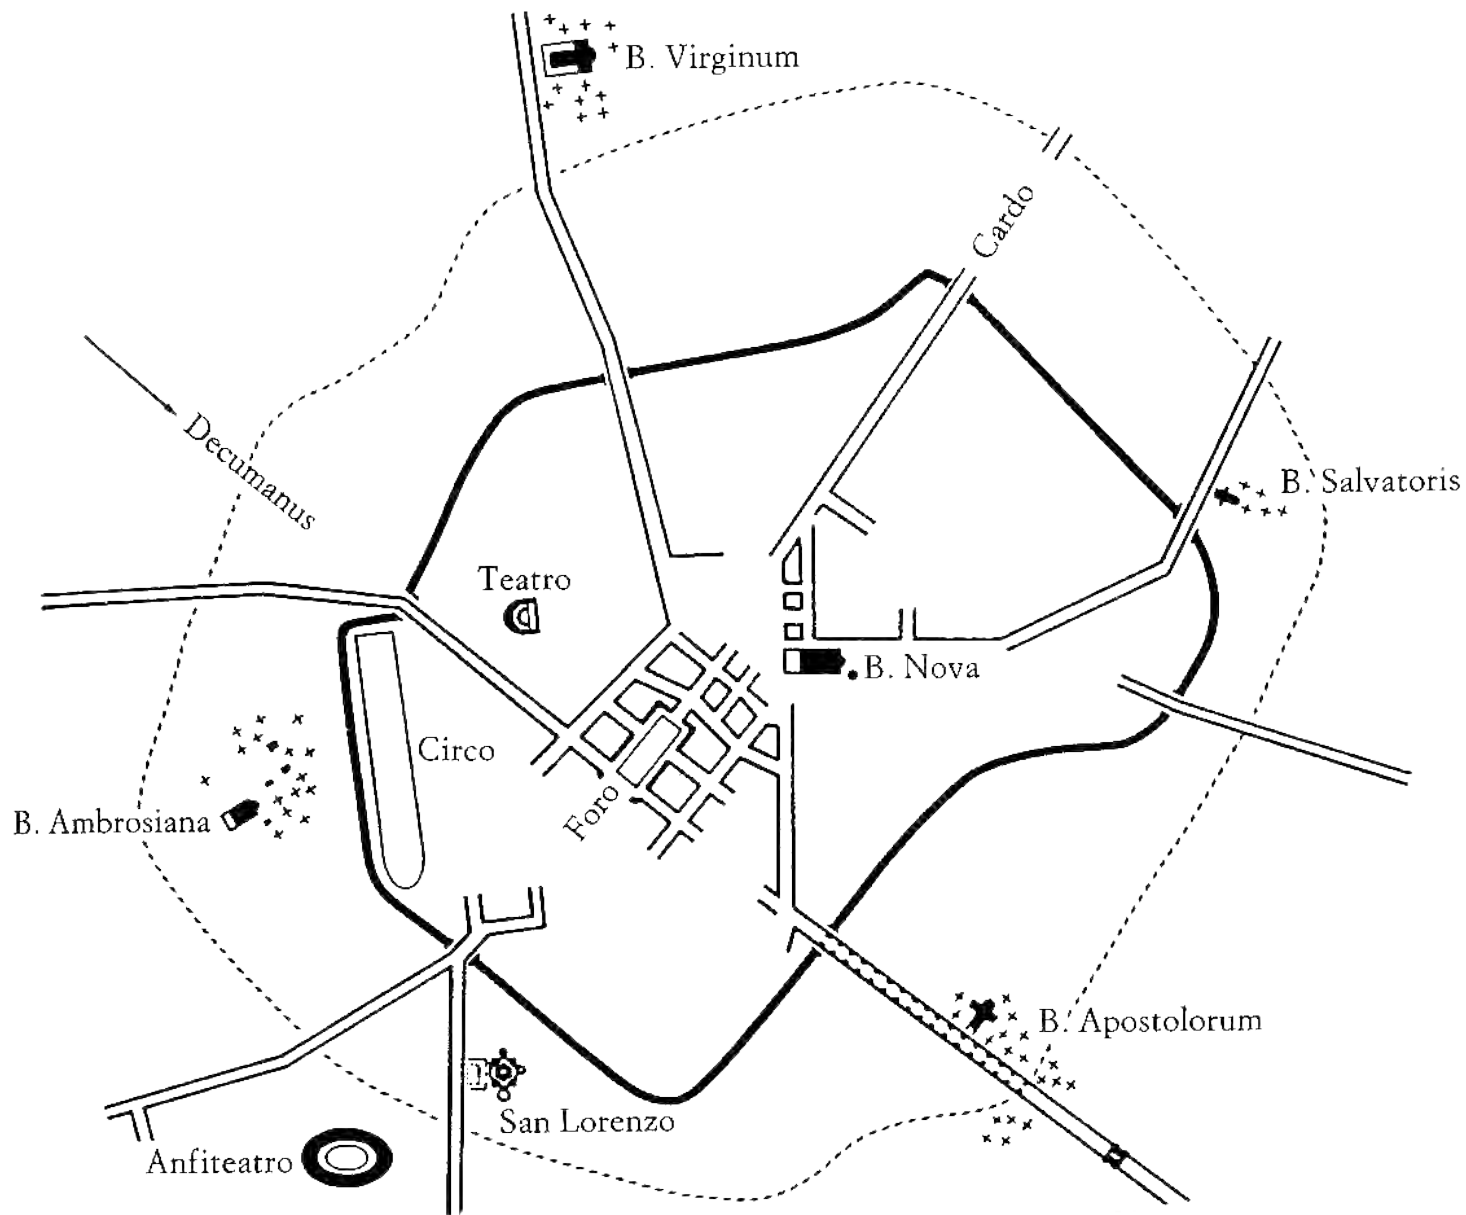 B. Virginum
Cardo
Decumanus
B. Salvatoris
Teatro
B. Nova
Circo
Foro
B. Ambrosiana
B. Apostolorum
San Lorenzo
Anfiteatro